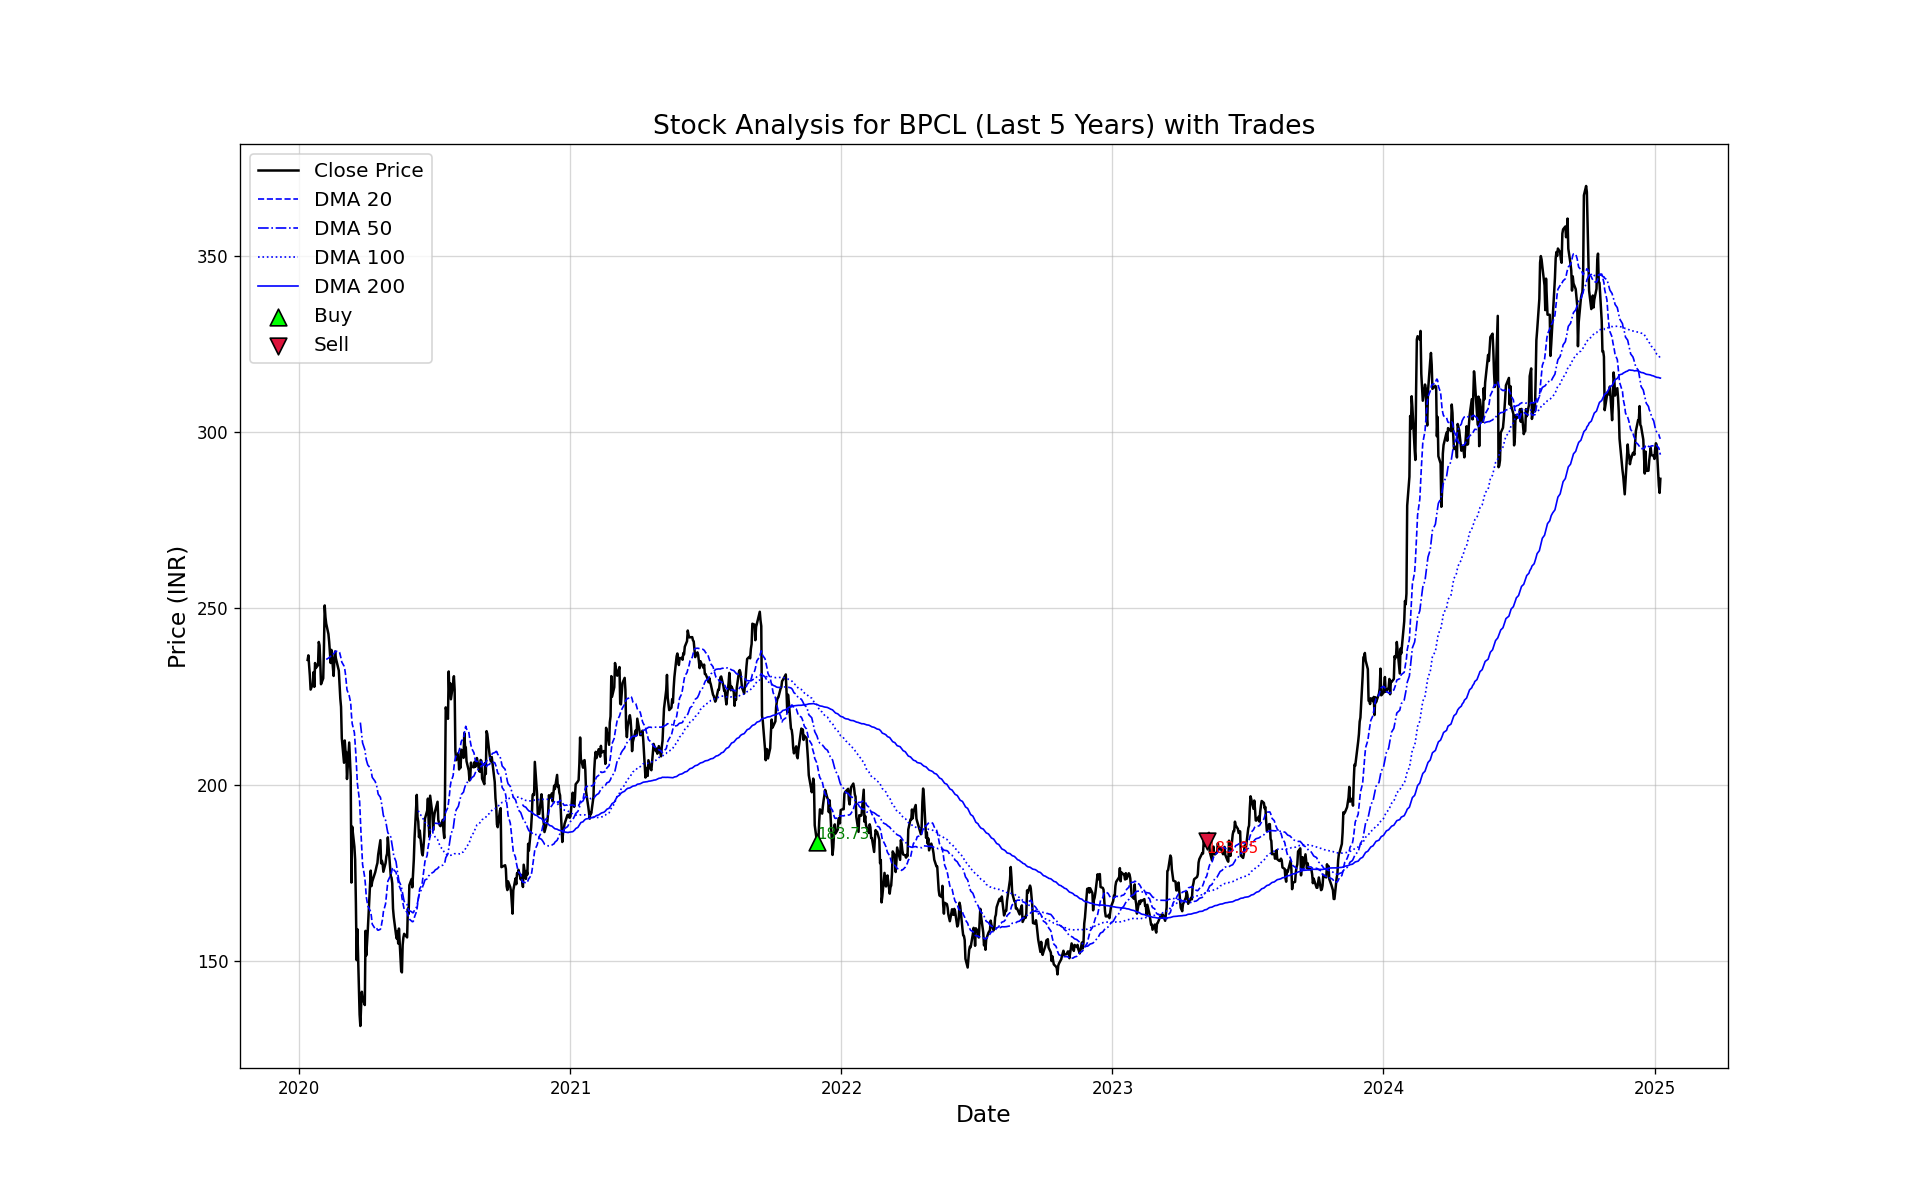 Stock Analysis for BPCL (Last 5 Years) with Trades
Close Price
DMA 20
DMA 50
DMA 100
DMA 200
Buy
Sell
Price (INR)
350
300
250
200
150
183.73
2020
2021
2022
2023
2024
2025
Date